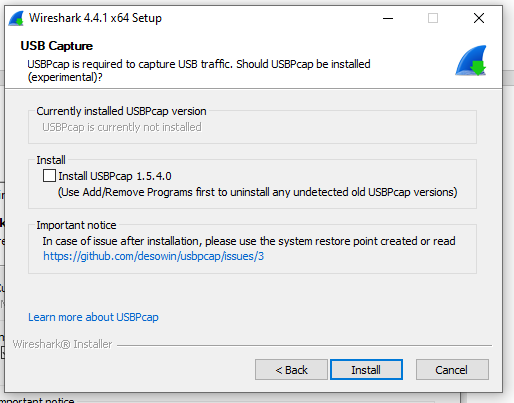 Wireshark 4.4.1 x64 Setup
USB Capture
USBPcap is required to capture USB traffic. Should USBPcap be installed
(experimental)?
Currently installed USBPcap version
USBPcap is currently not installed
Install
Install USBPcap 1.5.4.0
(Use Add/Remove Programs first to uninstall any undetected old USBPcap versions)
Important notice
In case of issue after installation, please use the system restore point created or read
https://github.com/desowin/usbpcap/issues/3
Learn more about USBPcap
Wireshark® Installer
< Back
Install
Cancel
mportant notice